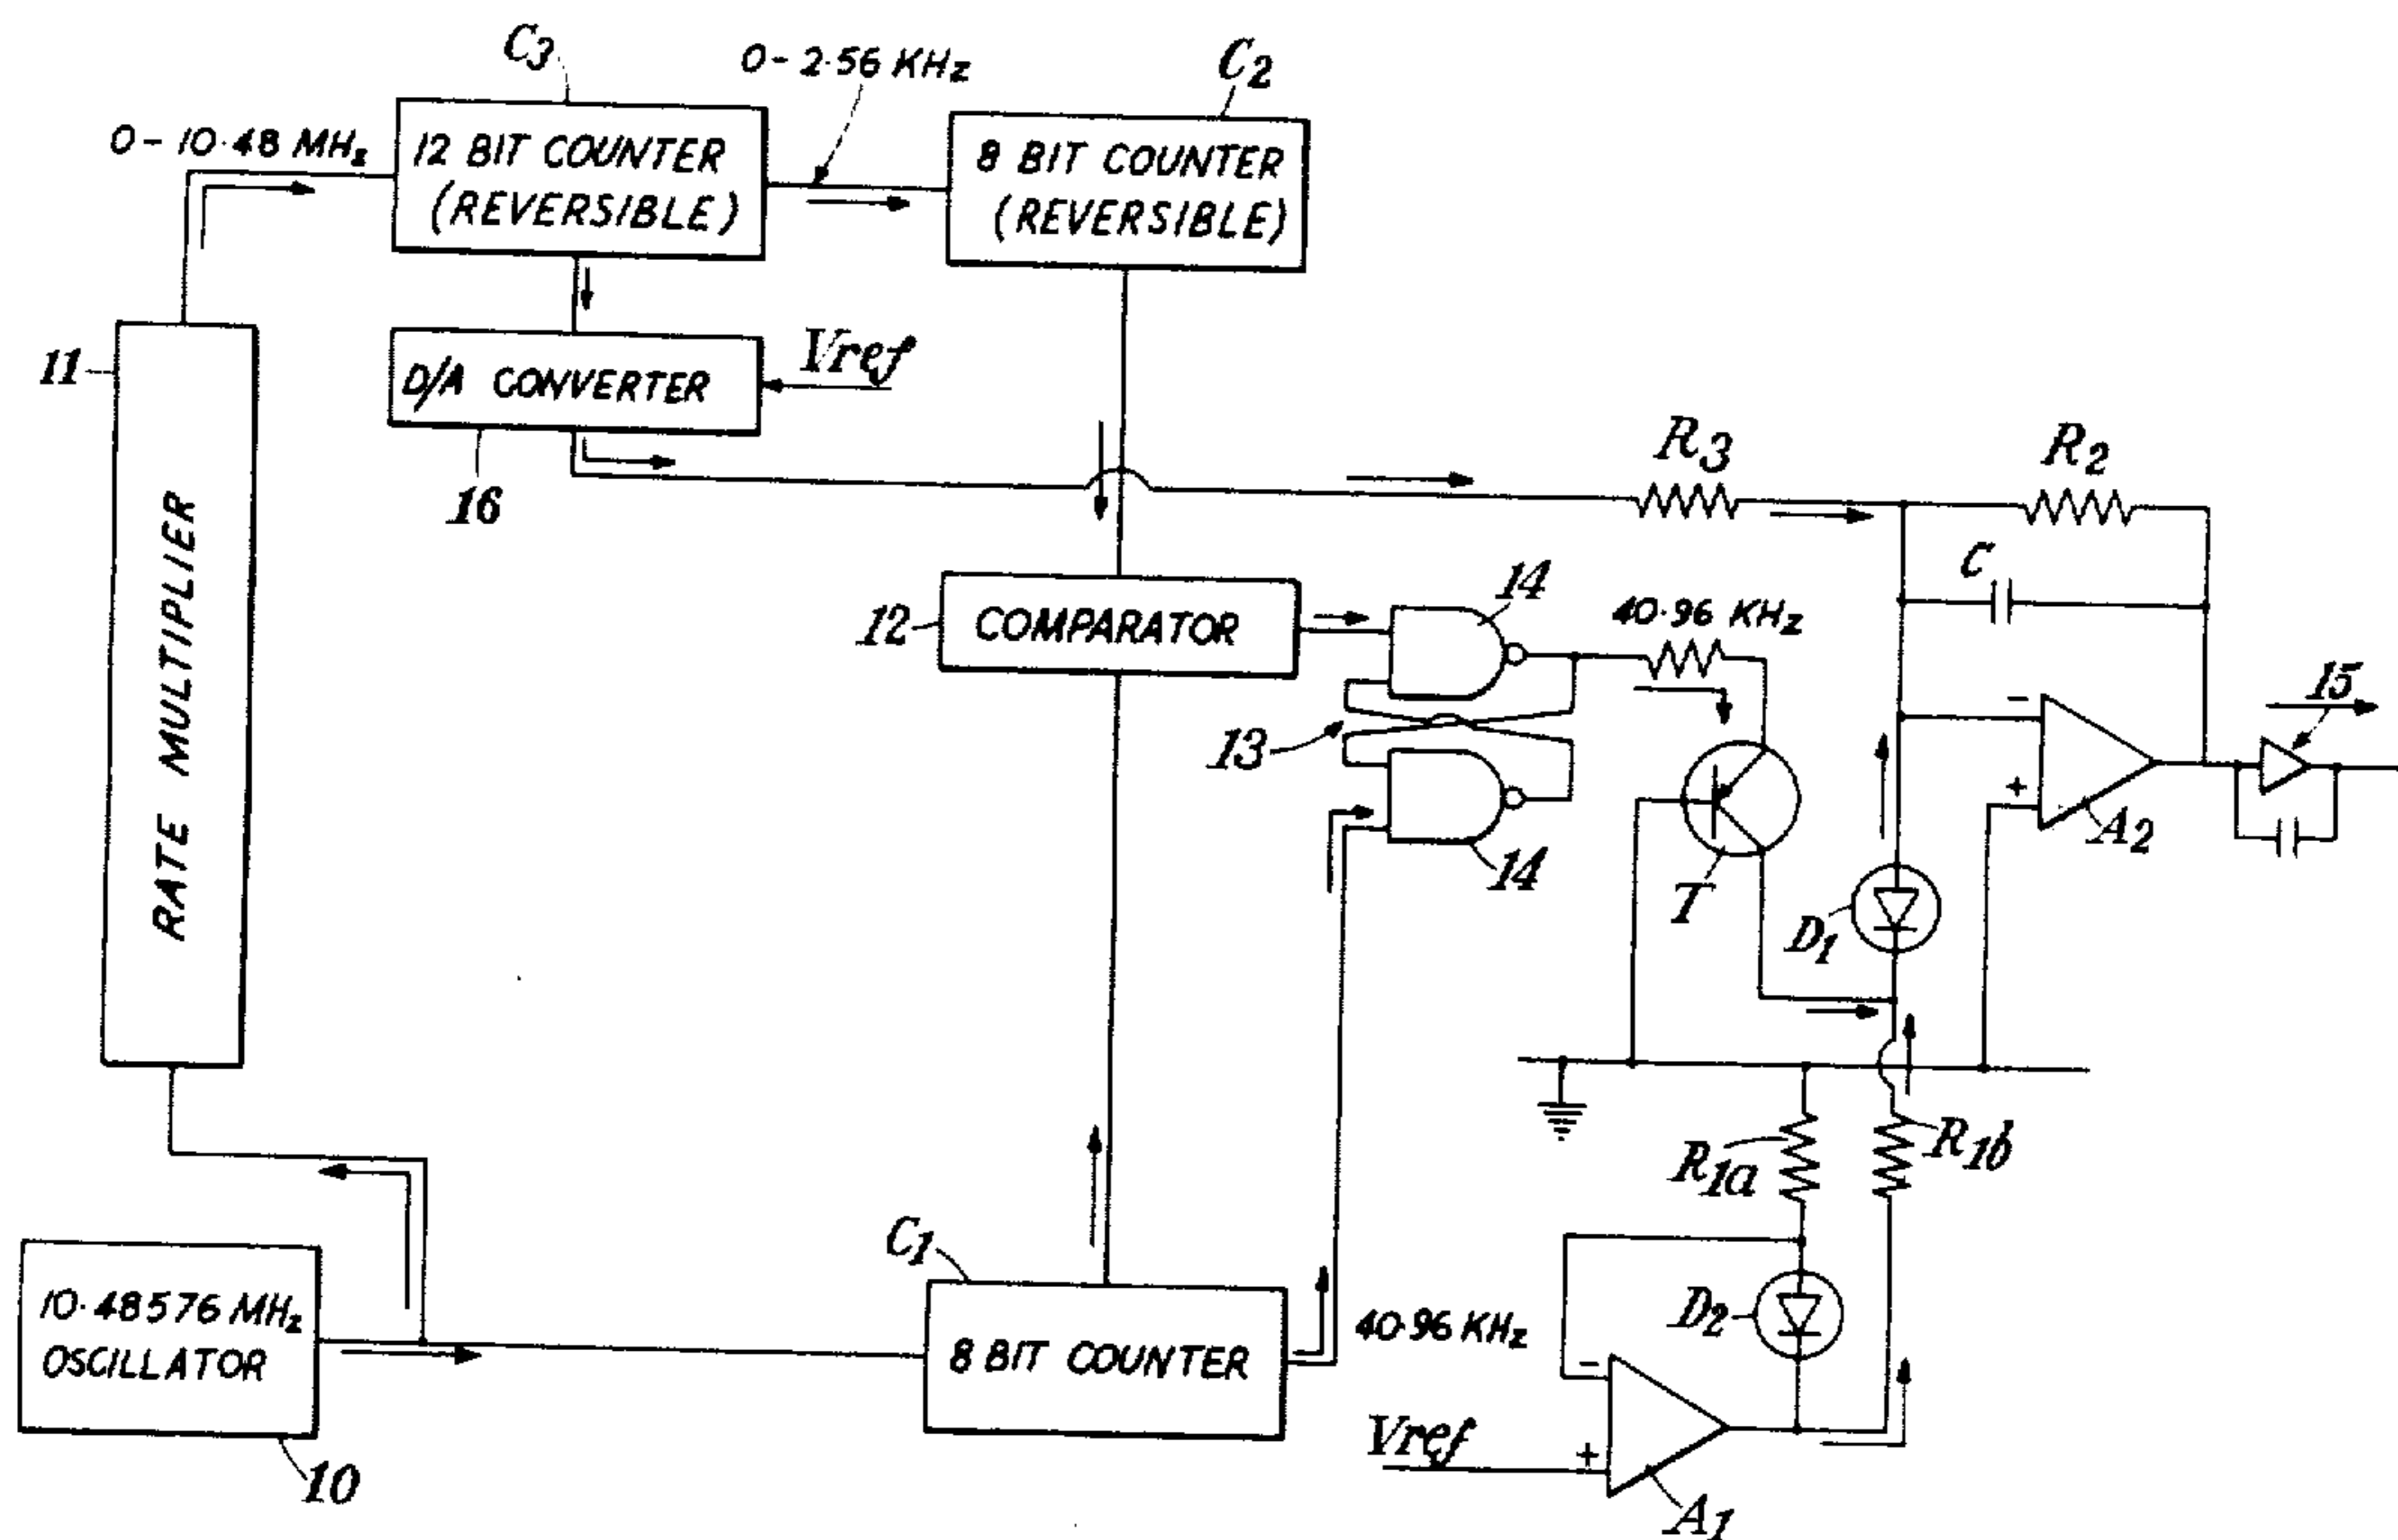 C3
0-2·56 KHz
C2
0-10·48 MHz
12 BIT COUNTER
(REVERSIBLE)
8 BIT COUNTER
(REVERSIBLE)
11
D/A CONVERTER
Vref
16
R3
R2
RATE MULTIPLIER
C
12
COMPARATOR
14
40·96 KHz
13
15
-
+
A2
14
T
D1
R1a
R1b
C1
10·48576 MHz
OSCILLATOR
8 BIT COUNTER
40·96 KHz
D2
-
Vref
+
10
A1